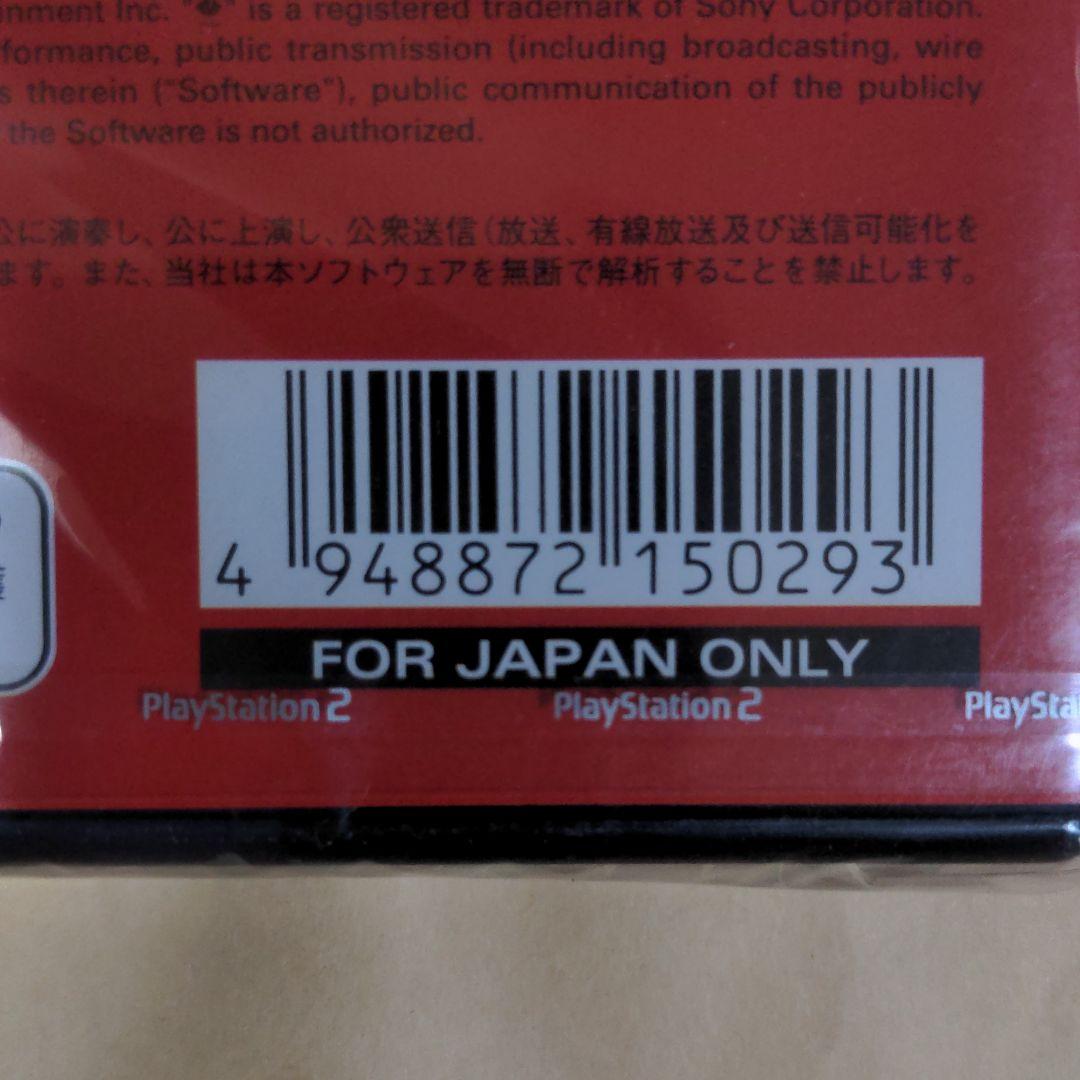 nment Inc. " " is a registered trademark of Sony Corporation.
formance, public transmission (including broadcasting, wire
s therein ("Software"), public communication of the publicly
the Software is not authorized.
公に演奏し、公に上演し、公衆送信(放送、有線放送及び送信可能化を
ます。また、当社は本ソフトウェアを無断で解析することを禁止します。
4 948872 150293
FOR JAPAN ONLY
PlayStation 2 PlayStation 2 PlaySta